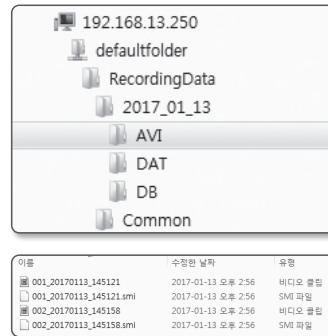 192.168.13.250
defaultfolder
RecordingData
2017_01_13
AVI
DAT
DB
Common
이름 수정한 날짜 유형
001_20170113_145121 2017-01-13 오후 2:56 비디오 클립
001_20170113_145121.smi 2017-01-13 오후 2:56 SMI 파일
002_20170113_145158 2017-01-13 오후 2:56 비디오 클립
002_20170113_145158.smi 2017-01-13 오후 2:56 SMI 파일